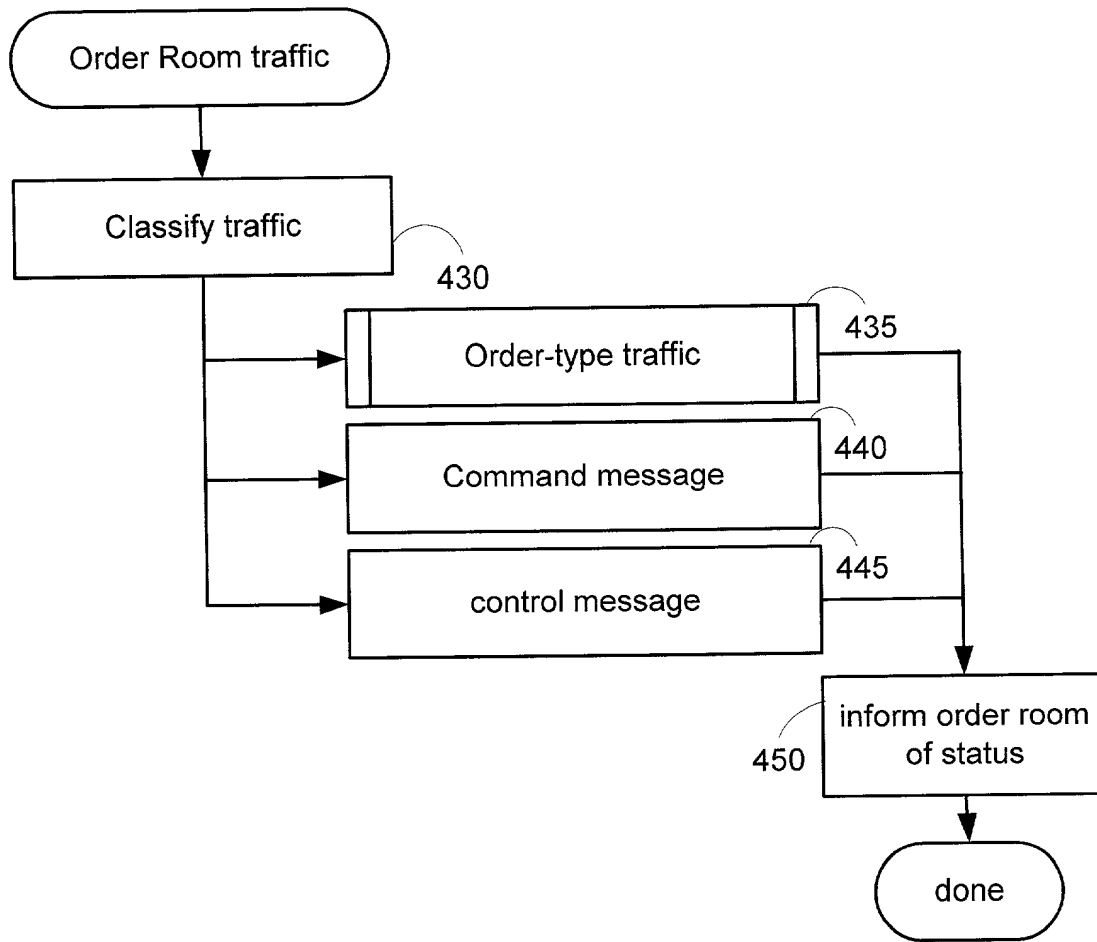 Order Room traffic
Classify traffic
430
Order-type traffic
435
Command message
440
control message
445
inform order room
of status
450
done